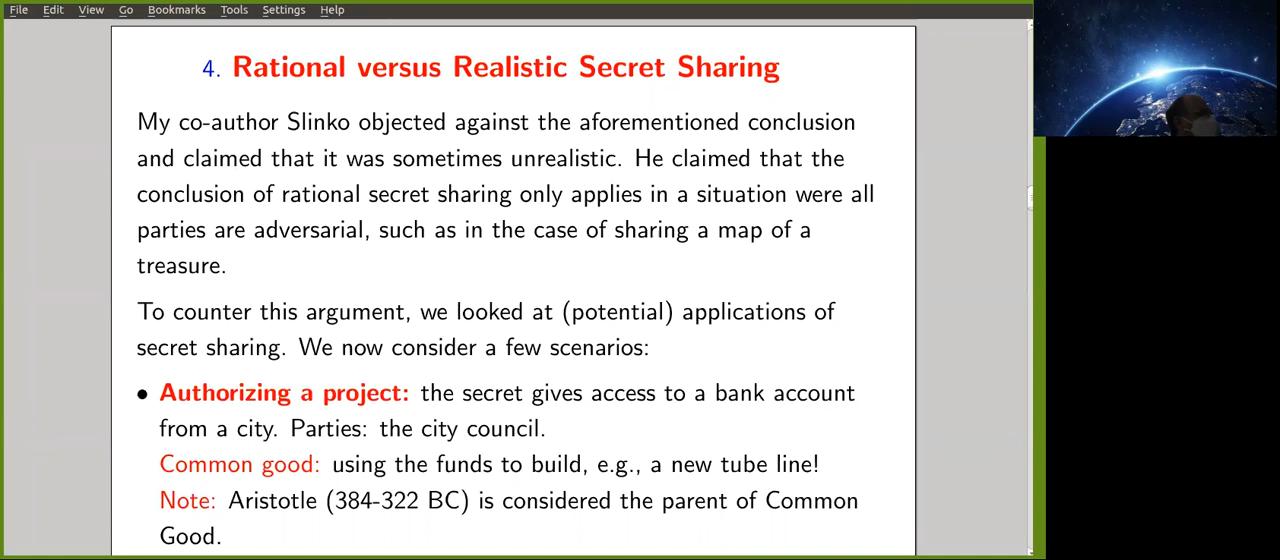 File Edit View Go Bookmarks Tools Settings Help
4. Rational versus Realistic Secret Sharing
My co-author Slinko objected against the aforementioned conclusion
and claimed that it was sometimes unrealistic. He claimed that the
conclusion of rational secret sharing only applies in a situation were all
parties are adversarial, such as in the case of sharing a map of a
treasure.
To counter this argument, we looked at (potential) applications of
secret sharing. We now consider a few scenarios:
• Authorizing a project: the secret gives access to a bank account
from a city. Parties: the city council.
Common good: using the funds to build, e.g., a new tube line!
Note: Aristotle (384-322 BC) is considered the parent of Common
Good.